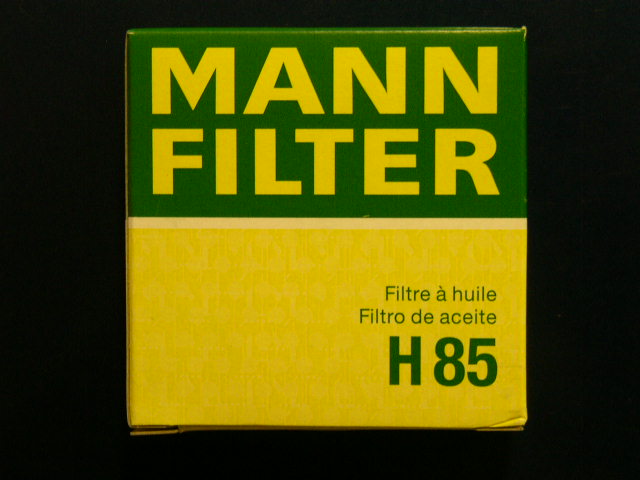 MANN
FILTER
Filtre à huile
Filtro de aceite
H 85